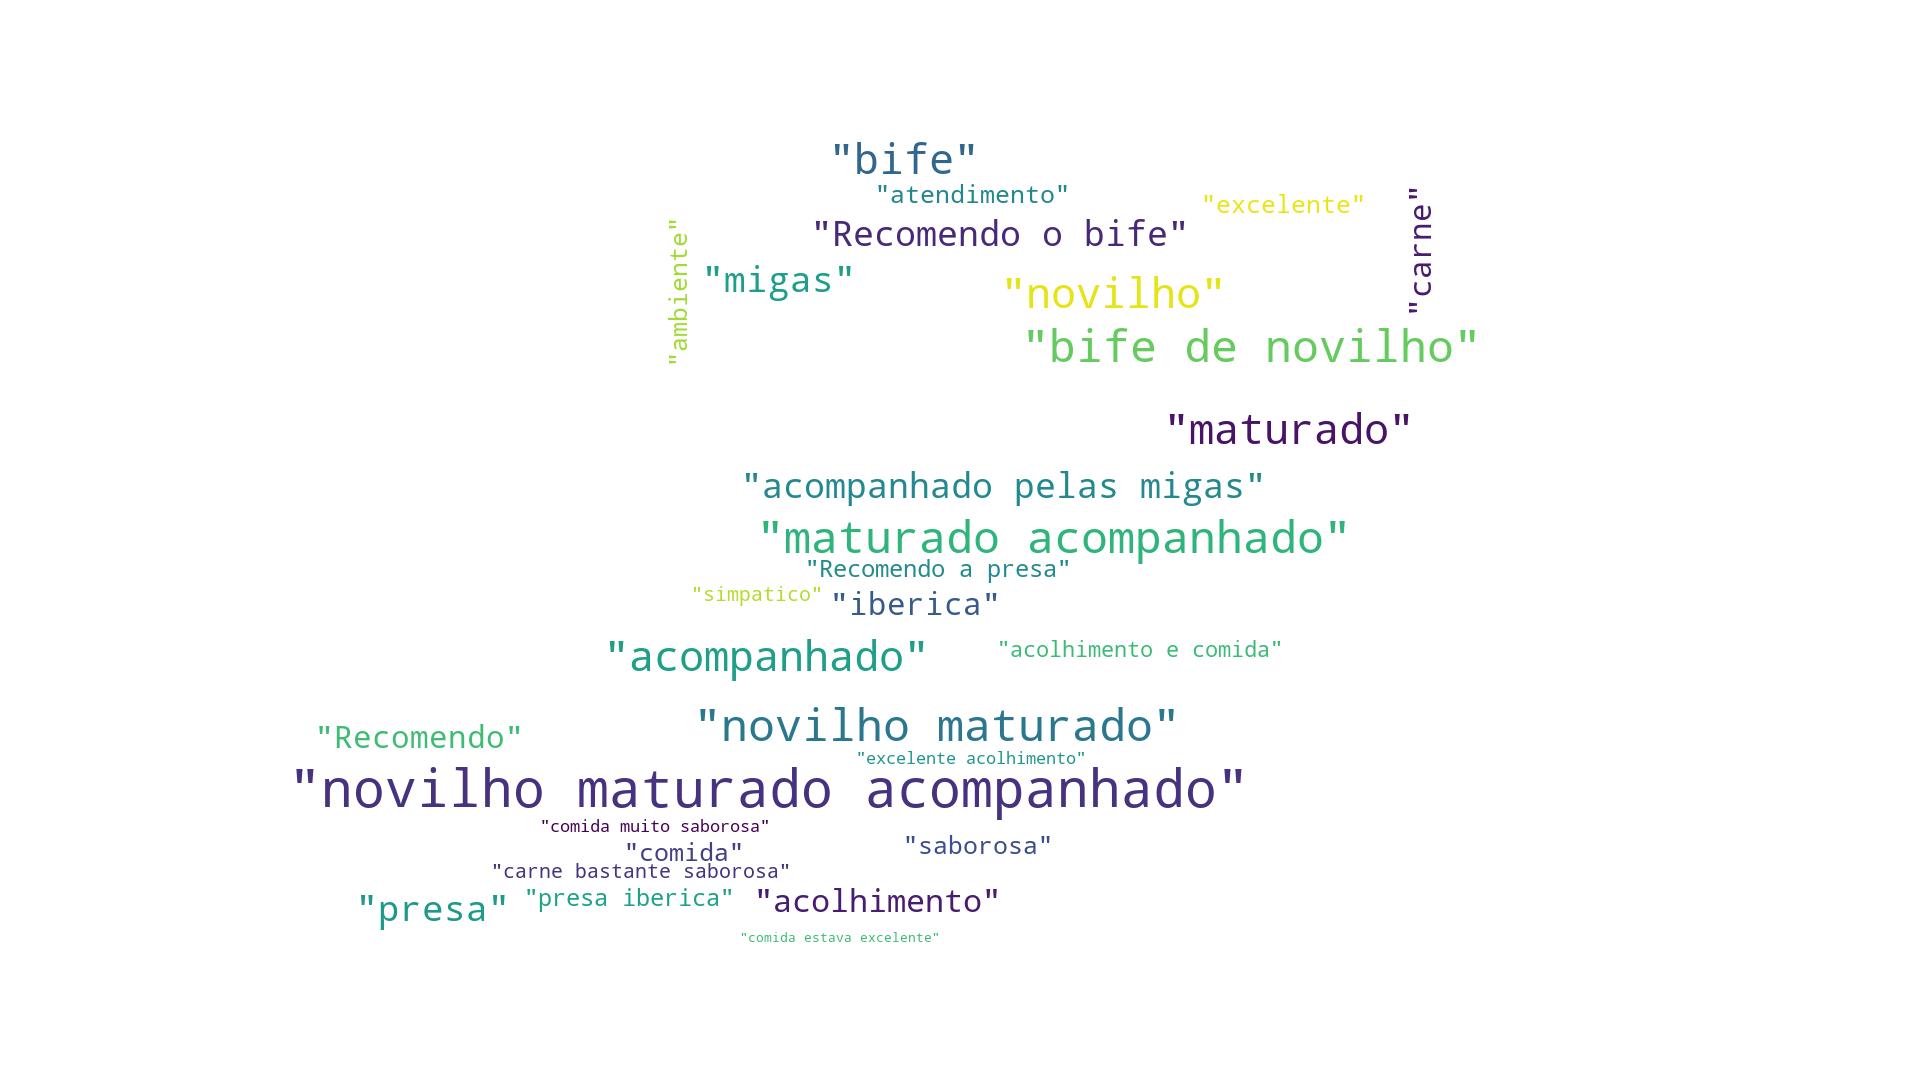 "bife"
"atendimento"
"excelente"
"carne"
"Recomendo o bife"
"ambiente"
"migas"
"novilho"
"bife de novilho"
"maturado"
"acompanhado pelas migas"
"maturado acompanhado"
"Recomendo a presa"
"simpatico"
"iberica"
"acompanhado"
"acolhimento e comida"
"novilho maturado"
"Recomendo"
"excelente acolhimento"
"novilho maturado acompanhado"
"comida muito saborosa"
"saborosa"
"comida"
"carne bastante saborosa"
"presa"
"presa iberica"
"acolhimento"
"comida estava excelente"